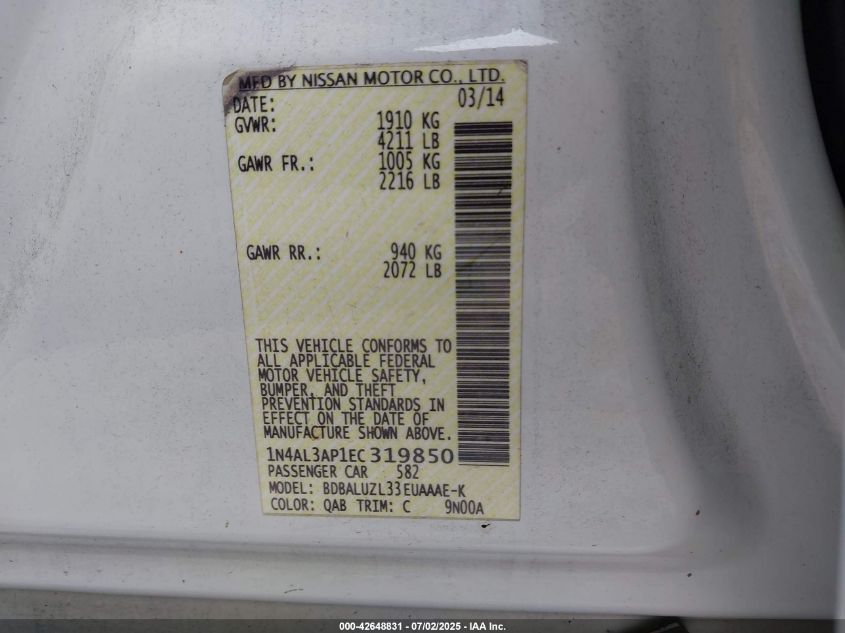 MFD BY NISSAN MOTOR CO., LTD.
DATE: 03/14
GVWR: 1910 KG
4211 LB
GAWR FR.: 1005 KG
2216 LB
GAWR RR.: 940 KG
2072 LB
THIS VEHICLE CONFORMS TO
ALL APPLICABLE FEDERAL
MOTOR VEHICLE SAFETY,
BUMPER, AND THEFT
PREVENTION STANDARDS IN
EFFECT ON THE DATE OF
MANUFACTURE SHOWN ABOVE.
1N4AL3AP1EC319850
PASSENGER CAR 582
MODEL: BDBALUZL33EUAAAE-K
COLOR: QAB TRIM: C 9N00A
000-42648831 - 07/02/2025 - IAA Inc.